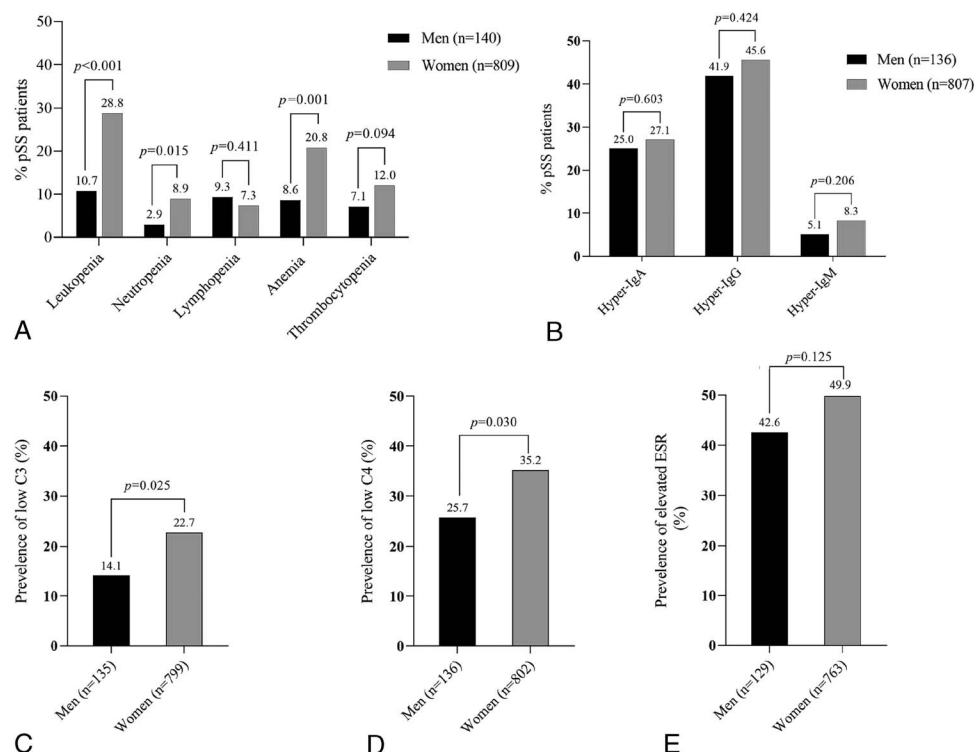 Men (n=140)
Women (n=809)
% pSS patients
50
40
30
20
10
0
p<0.001
10.7
28.8
p=0.015
2.9
8.9
p=0.411
9.3
7.3
p=0.001
8.6
20.8
p=0.094
7.1
12.0
Leukopenia
Neutropenia
Lymphopenia
Anemia
Thrombocytopenia
A
Men (n=136)
Women (n=807)
% pSS patients
50
40
30
20
10
0
p=0.603
25.0
27.1
p=0.424
41.9
45.6
p=0.206
5.1
8.3
Hyper-IgA
Hyper-IgG
Hyper-IgM
B
Prevelence of low C3 (%)
50
40
30
20
10
0
p=0.025
14.1
22.7
Men (n=135)
Women (n=799)
C
Prevelence of low C4 (%)
50
40
30
20
10
0
p=0.030
25.7
35.2
Men (n=136)
Women (n=802)
D
Prevelence of elevated ESR
(%)
50
40
30
20
10
0
p=0.125
42.6
49.9
Men (n=129)
Women (n=763)
E